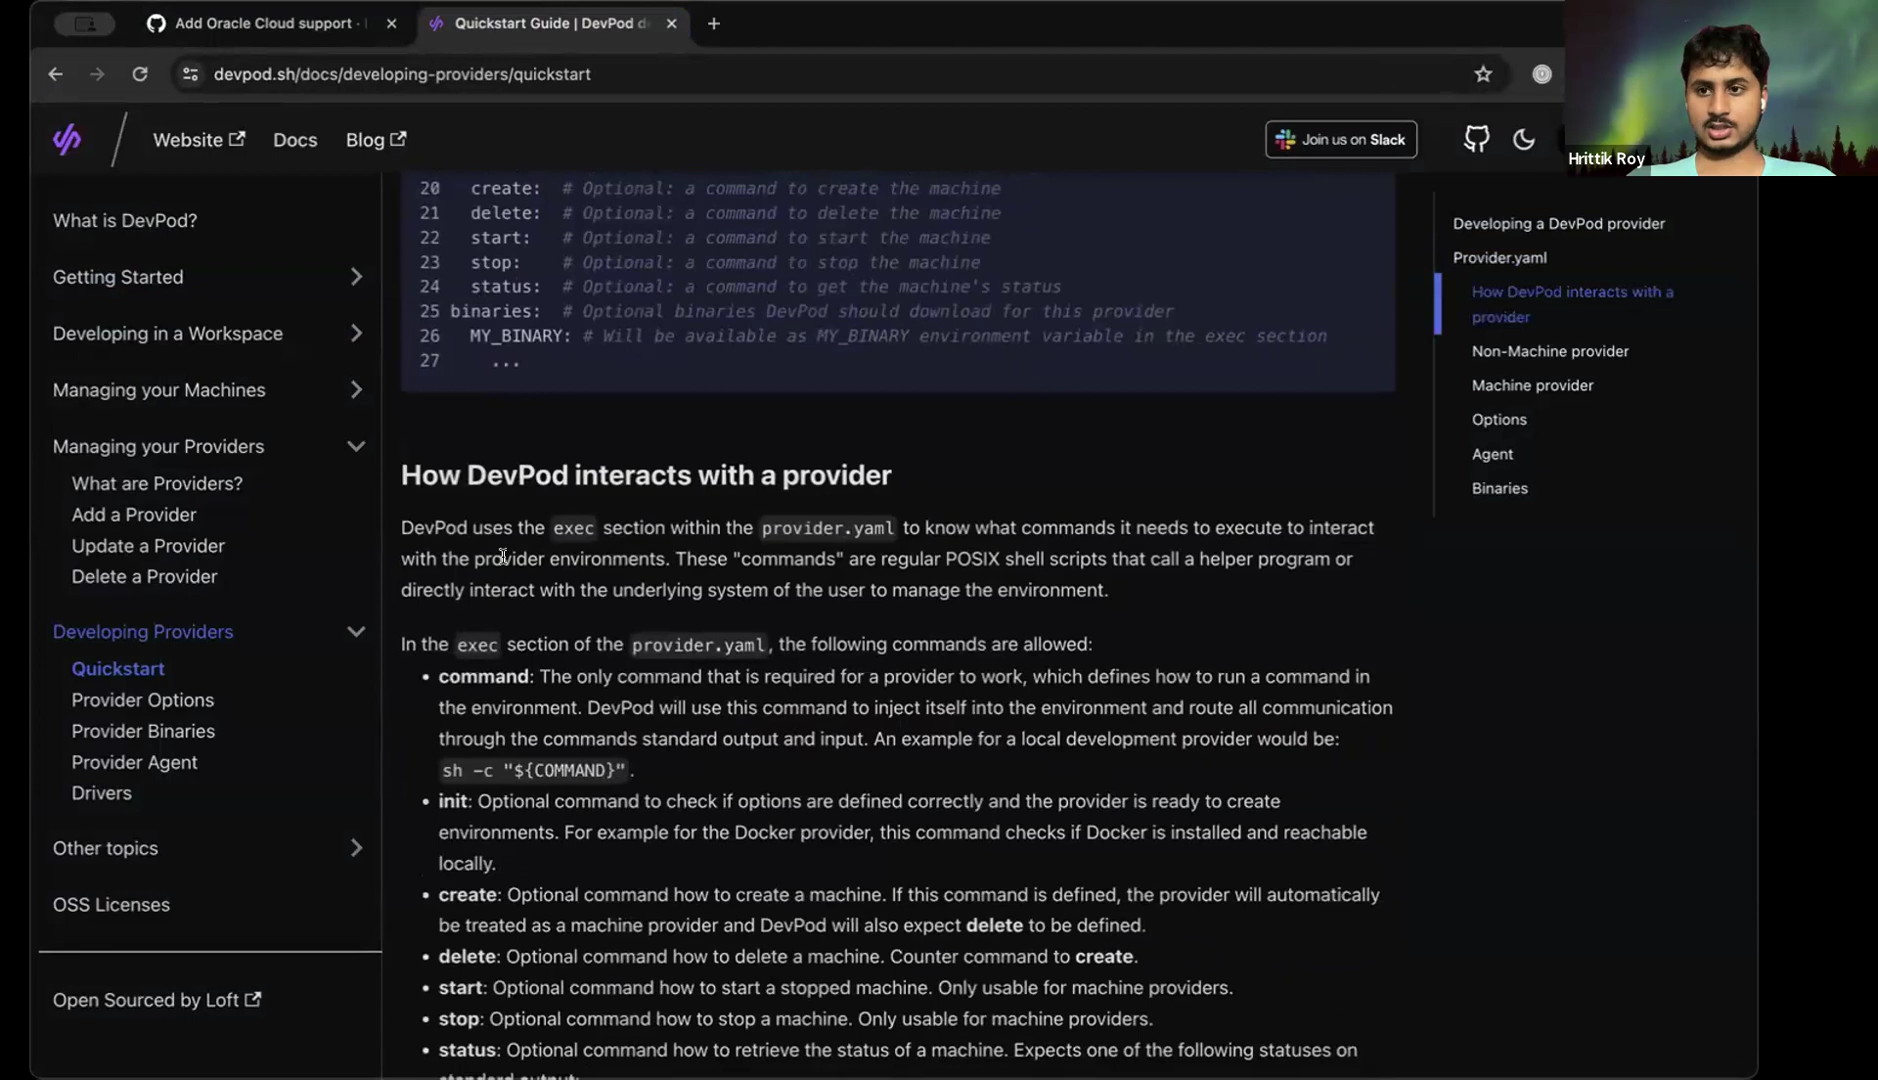 Add Oracle Cloud support ·
Quickstart Guide | DevPod d
devpod.sh/docs/developing-providers/quickstart
Hrittik Roy
Website
Docs
Blog
Join us on Slack
What is DevPod?
Getting Started
Developing in a Workspace
Managing your Machines
Managing your Providers
What are Providers?
Add a Provider
Update a Provider
Delete a Provider
Developing Providers
Quickstart
Provider Options
Provider Binaries
Provider Agent
Drivers
Other topics
OSS Licenses
Open Sourced by Loft
20 create: # Optional: a command to create the machine
21 delete: # Optional: a command to delete the machine
22 start: # Optional: a command to start the machine
23 stop: # Optional: a command to stop the machine
24 status: # Optional: a command to get the machine's status
25 binaries: # Optional binaries DevPod should download for this provider
26 MY_BINARY: # Will be available as MY_BINARY environment variable in the exec section
27 ...
How DevPod interacts with a provider
DevPod uses the exec section within the provider.yaml to know what commands it needs to execute to interact
with the provider environments. These "commands" are regular POSIX shell scripts that call a helper program or
directly interact with the underlying system of the user to manage the environment.
In the exec section of the provider.yaml, the following commands are allowed:
• command: The only command that is required for a provider to work, which defines how to run a command in
the environment. DevPod will use this command to inject itself into the environment and route all communication
through the commands standard output and input. An example for a local development provider would be:
sh -c "${COMMAND}".
• init: Optional command to check if options are defined correctly and the provider is ready to create
environments. For example for the Docker provider, this command checks if Docker is installed and reachable
locally.
• create: Optional command how to create a machine. If this command is defined, the provider will automatically
be treated as a machine provider and DevPod will also expect delete to be defined.
• delete: Optional command how to delete a machine. Counter command to create.
• start: Optional command how to start a stopped machine. Only usable for machine providers.
• stop: Optional command how to stop a machine. Only usable for machine providers.
• status: Optional command how to retrieve the status of a machine. Expects one of the following statuses on
standard output:
Developing a DevPod provider
Provider.yaml
How DevPod interacts with a
provider
Non-Machine provider
Machine provider
Options
Agent
Binaries